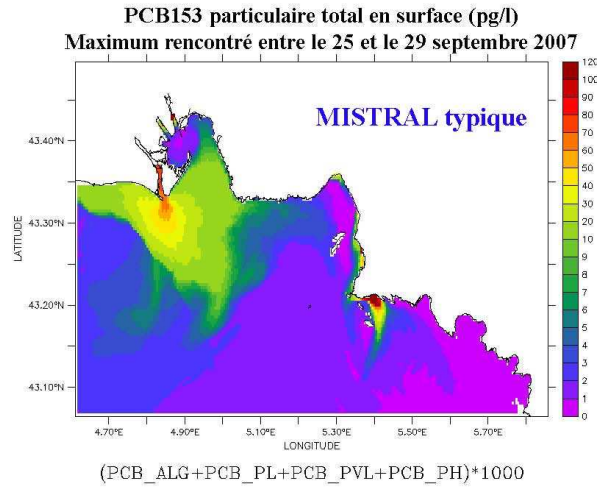 PCB153 particulaire total en surface (pg/l)
Maximum rencontré entre le 25 et le 29 septembre 2007
MISTRAL typique
43.40°N
43.30°N
43.20°N
43.10°N
LATITUDE
4.70°E 4.90°E 5.10°E 5.30°E 5.50°E 5.70°E
LONGITUDE
120
100
90
80
70
60
50
40
30
20
10
9
8
7
6
5
4
3
2
1
0
(PCB_ALG+PCB_PL+PCB_PVL+PCB_PH)*1000